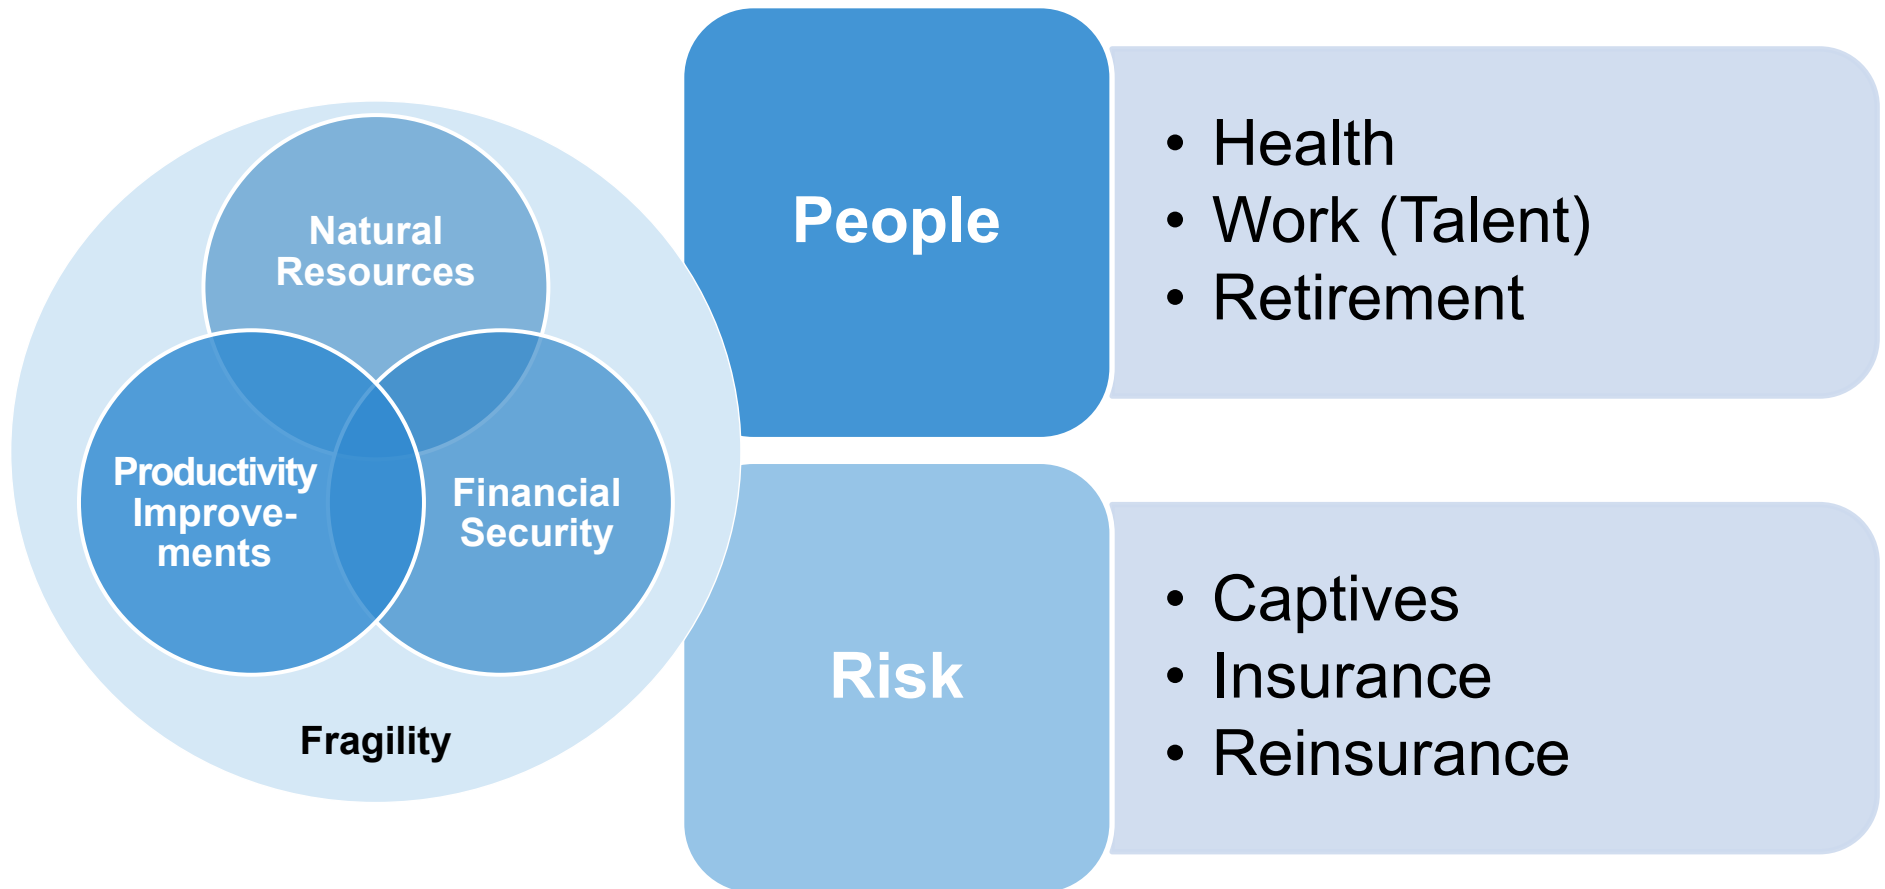 Natural
Resources
Productivity
Improve-
ments
Financial
Security
Fragility
People
• Health
• Work (Talent)
• Retirement
Risk
• Captives
• Insurance
• Reinsurance